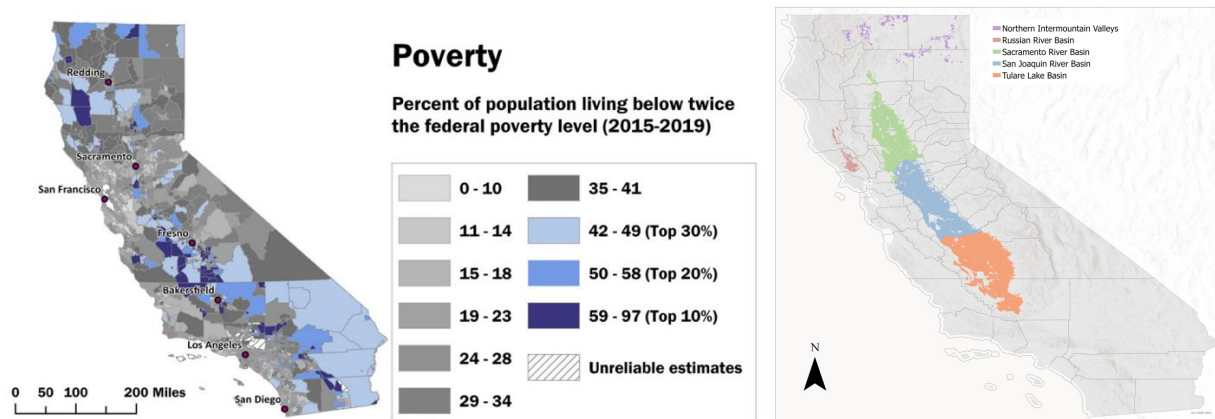 Redding
Sacramento
San Francisco
Fresno
Bakersfield
Los Angeles
San Diego
0 50 100 200 Miles
Poverty
Percent of population living below twice
the federal poverty level (2015-2019)
0 - 10
11 - 14
15 - 18
19 - 23
24 - 28
29 - 34
35 - 41
42 - 49 (Top 30%)
50 - 58 (Top 20%)
59 - 97 (Top 10%)
Unreliable estimates
Northern Intermountain Valleys
Russian River Basin
Sacramento River Basin
San Joaquin River Basin
Tulare Lake Basin
N